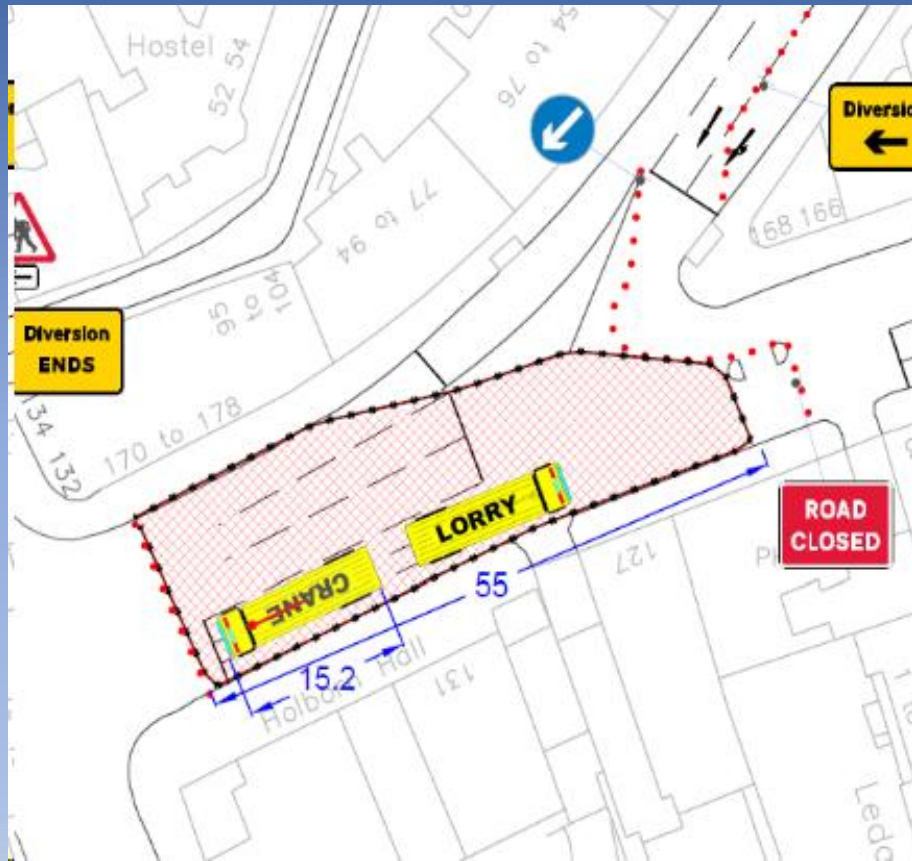 Hostel
52 54
54 to 76
Diversion
77 to 94
168 166
95 to 104
Diversion
ENDS
134 132
170 to 178
LORRY
CRANE
ROAD
CLOSED
55
127
15.2
Holborn Hall
131